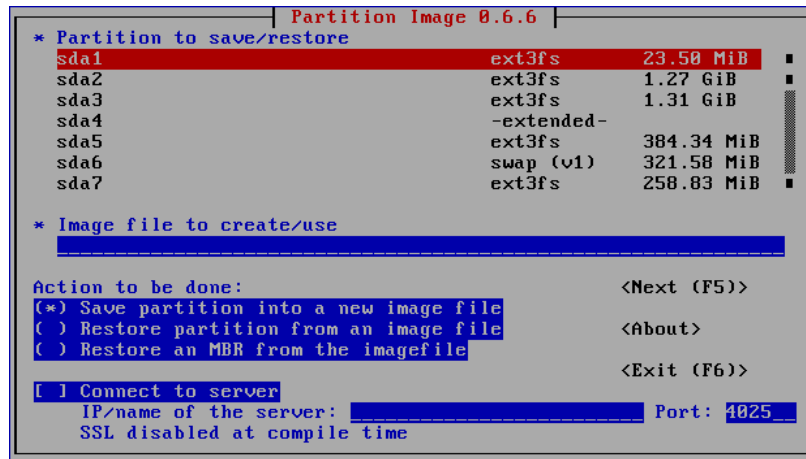 Partition Image 0.6.6
* Partition to save/restore
sda1 ext3fs 23.50 MiB
sda2 ext3fs 1.27 GiB
sda3 ext3fs 1.31 GiB
sda4 -extended-
sda5 ext3fs 384.34 MiB
sda6 swap (v1) 321.58 MiB
sda7 ext3fs 258.83 MiB
* Image file to create/use
Action to be done: <Next (F5)>
(*) Save partition into a new image file
( ) Restore partition from an image file <About>
( ) Restore an MBR from the imagefile
<Exit (F6)>
[ ] Connect to server
IP/name of the server: ________________________ Port: 4025__
SSL disabled at compile time